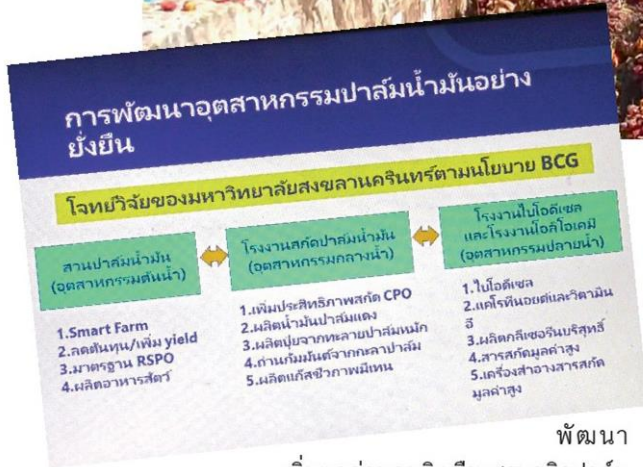 การพัฒนาอุตสาหกรรมปาล์มน้ำมันอย่าง
ยั่งยืน
โจทย์วิจัยของมหาวิทยาลัยสงขลานครินทร์ตามนโยบาย BCG
สวนปาล์มน้ำมัน
(อุตสาหกรรมต้นน้ำ)
1.Smart Farm
2.ลดต้นทุน/เพิ่ม yield
3.มาตรฐาน RSPO
4.ผลิตอาหารสัตว์
โรงงานสกัดปาล์มน้ำมัน
(อุตสาหกรรมกลางน้ำ)
1.เพิ่มประสิทธิภาพสกัด CPO
2.ผลิตน้ำมันปาล์มแดง
3.ผลิตปุ๋ยจากทะลายปาล์มหมัก
4.ถ่านกัมมันต์จากกะลาปาล์ม
5.ผลิตแก๊สชีวภาพมีเทน
โรงงานไบโอดีเซล
และโรงงานโอลิโอเคมี
(อุตสาหกรรมปลายน้ำ)
1.ไบโอดีเซล
2.แคโรทีนอยด์และวิตามิน
อี
3.ผลิตกลีเซอรีนบริสุทธิ์
4.สารสกัดมูลค่าสูง
5.เครื่องสำอางสารสกัด
มูลค่าสูง
พัฒนา